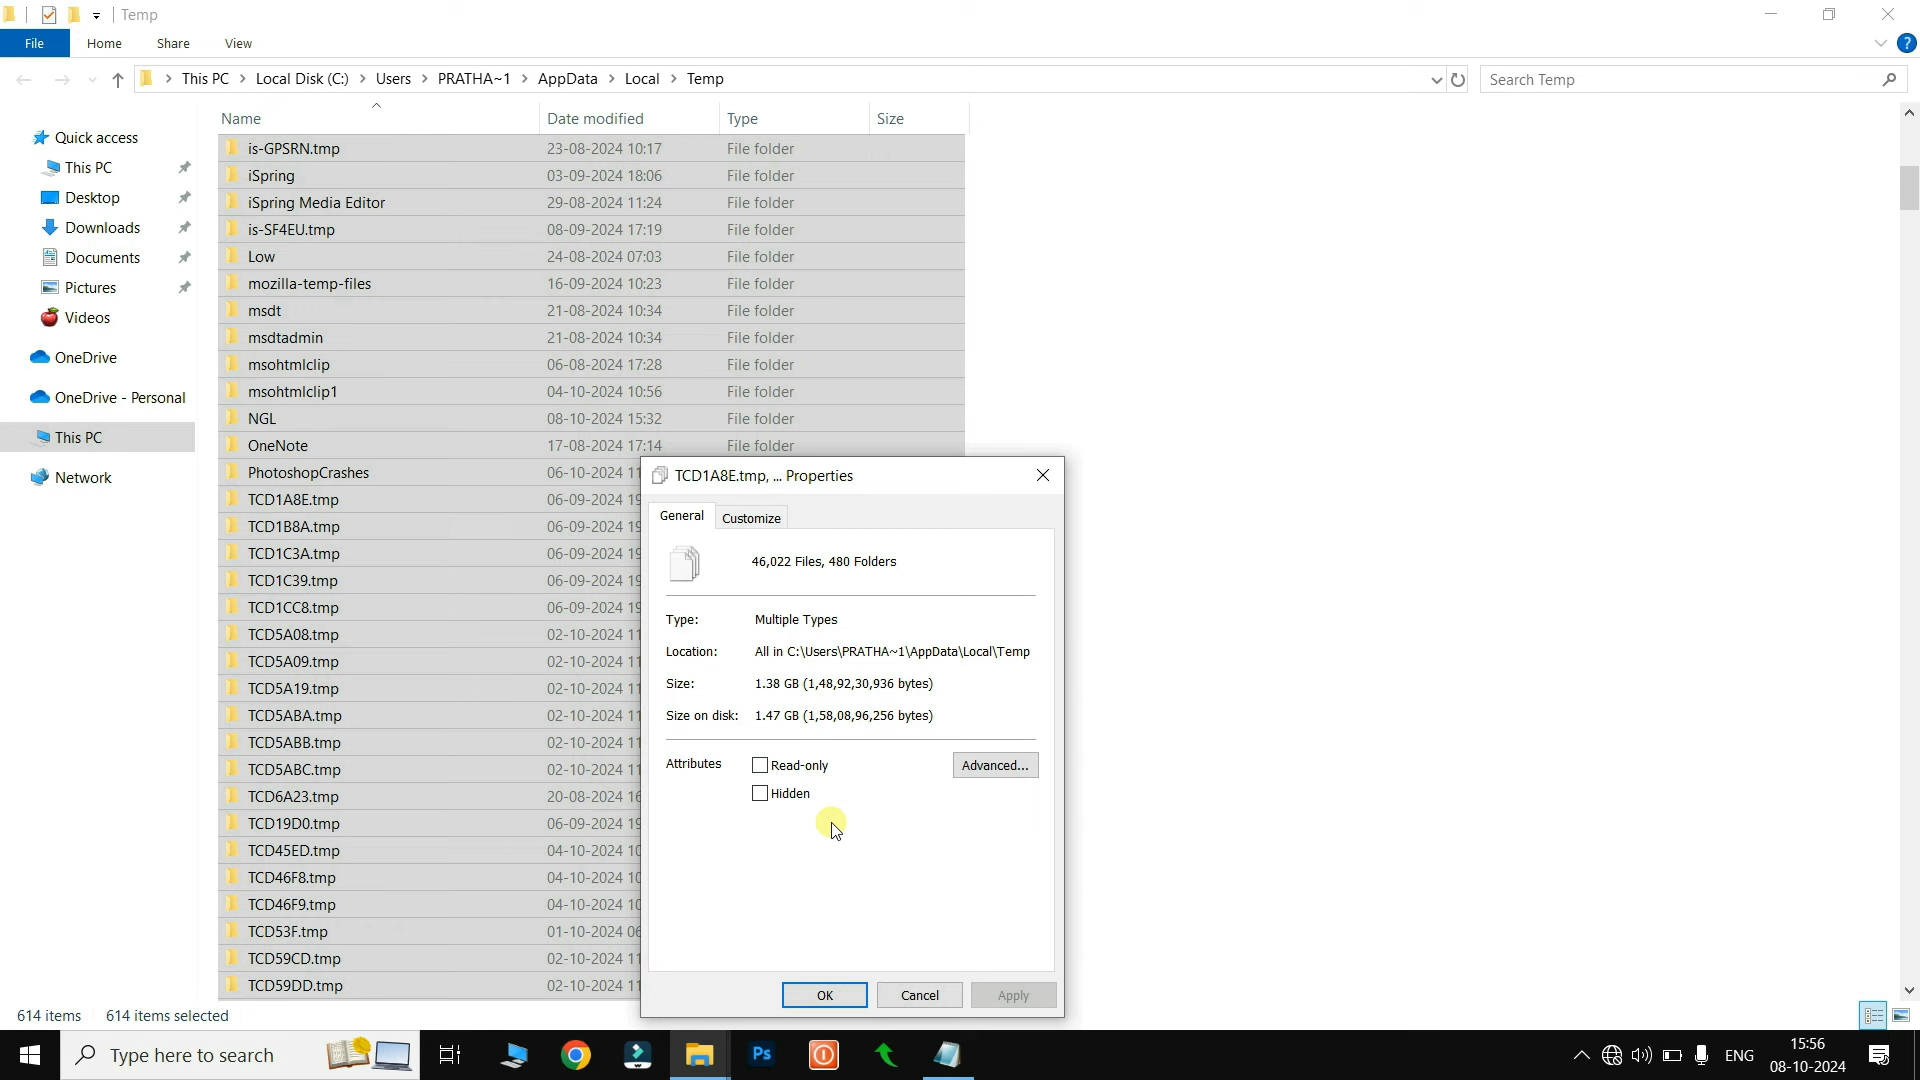 Temp
File Home Share View
This PC Local Disk (C:) Users PRATHA~1 AppData Local Temp
Search Temp
Name Date modified Type Size
Quick access
This PC
Desktop
Downloads
Documents
Pictures
Videos
OneDrive
OneDrive - Personal
This PC
Network
is-GPSRN.tmp 23-08-2024 10:17 File folder
iSpring 03-09-2024 18:06 File folder
iSpring Media Editor 29-08-2024 11:24 File folder
is-SF4EU.tmp 08-09-2024 17:19 File folder
Low 24-08-2024 07:03 File folder
mozilla-temp-files 16-09-2024 10:23 File folder
msdt 21-08-2024 10:34 File folder
msdtadmin 21-08-2024 10:34 File folder
msohtmlclip 06-08-2024 17:28 File folder
msohtmlclip1 04-10-2024 10:56 File folder
NGL 08-10-2024 15:32 File folder
OneNote 17-08-2024 17:14 File folder
PhotoshopCrashes 06-10-2024 11
TCD1A8E.tmp 06-09-2024 19
TCD1B8A.tmp 06-09-2024 19
TCD1C3A.tmp 06-09-2024 19
TCD1C39.tmp 06-09-2024 19
TCD1CC8.tmp 06-09-2024 19
TCD5A08.tmp 02-10-2024 11
TCD5A09.tmp 02-10-2024 11
TCD5A19.tmp 02-10-2024 11
TCD5ABA.tmp 02-10-2024 11
TCD5ABB.tmp 02-10-2024 11
TCD5ABC.tmp 02-10-2024 11
TCD6A23.tmp 20-08-2024 16
TCD19D0.tmp 06-09-2024 19
TCD45ED.tmp 04-10-2024 10
TCD46F8.tmp 04-10-2024 10
TCD46F9.tmp 04-10-2024 10
TCD53F.tmp 01-10-2024 06
TCD59CD.tmp 02-10-2024 11
TCD59DD.tmp 02-10-2024 11
TCD1A8E.tmp, ... Properties
General Customize
46,022 Files, 480 Folders
Type: Multiple Types
Location: All in C:\Users\PRATHA~1\AppData\Local\Temp
Size: 1.38 GB (1,48,92,30,936 bytes)
Size on disk: 1.47 GB (1,58,08,96,256 bytes)
Attributes Read-only Advanced...
Hidden
OK Cancel Apply
614 items 614 items selected
Type here to search
Ps
ENG
15:56
08-10-2024